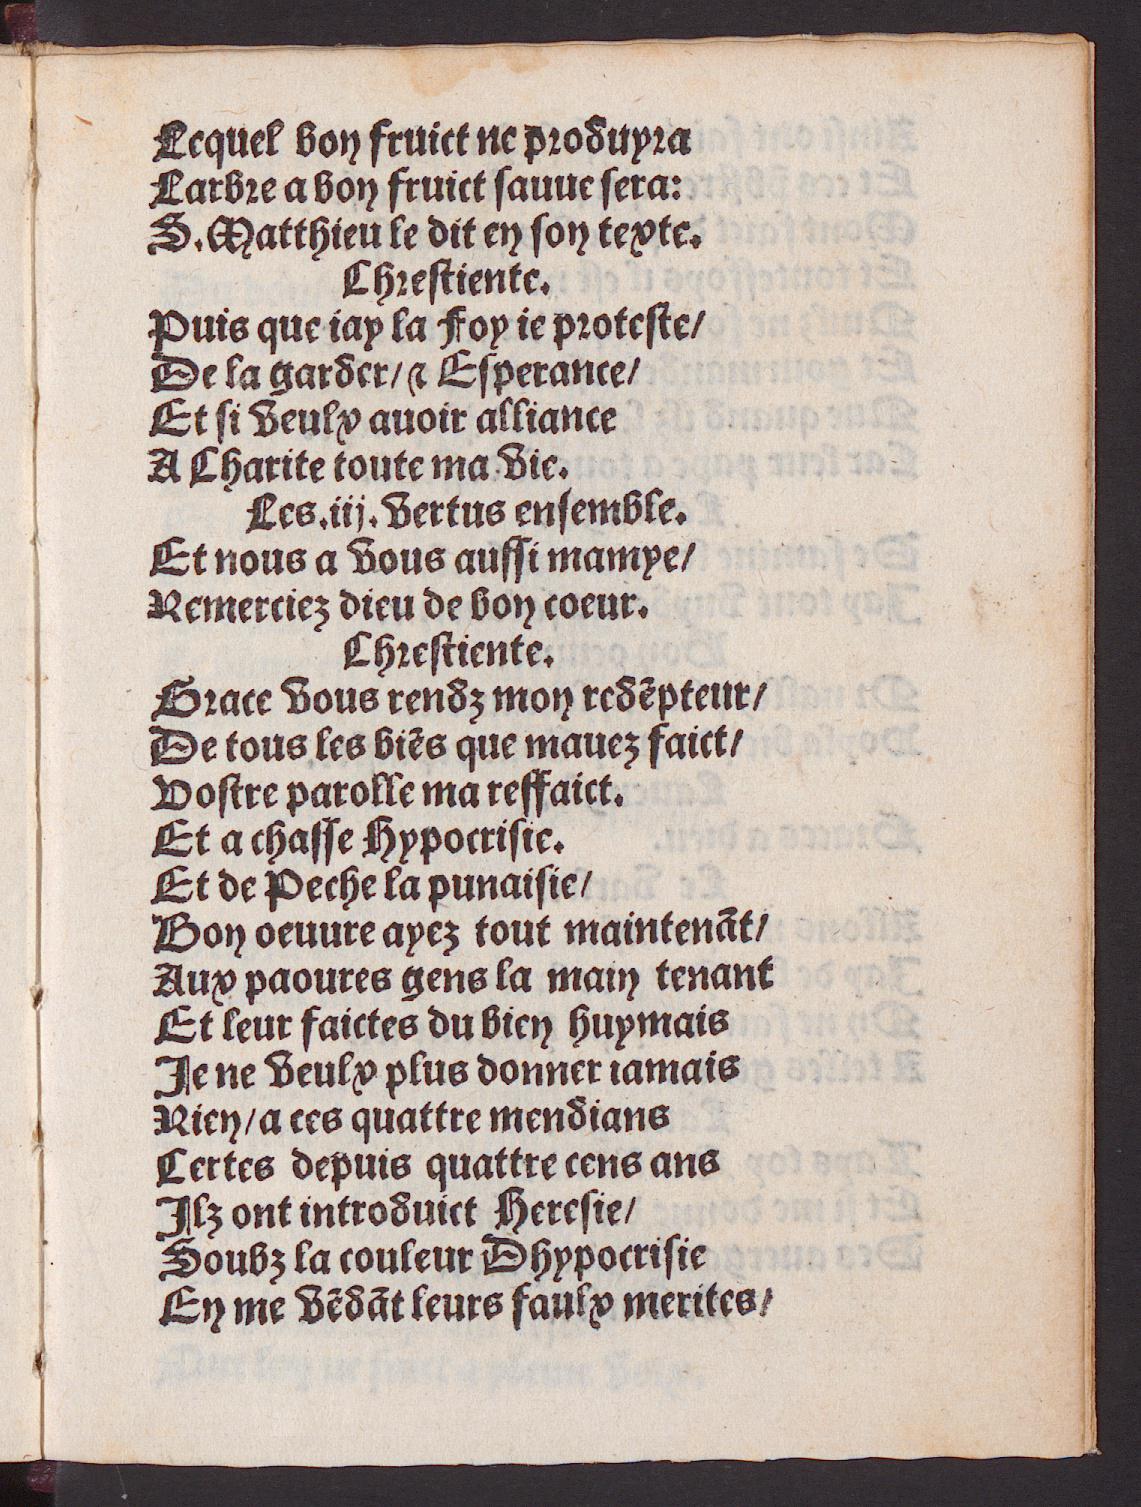 Lequel bon fruict ne produyra
Larbre a bon fruict sauue sera:
S. Matthieu le dit en son texte.
Chrestiente.
Puis que iay la Foy ie proteste/
De la garder/ & Esperance/
Et si veulx auoir alliance
A Charite toute ma vie.
Les .iij. vertus ensemble.
Et nous a vous aussi mamye/
Remerciez dieu de bon coeur.
Chrestiente.
Grace vous rendz mon redẽpteur/
De tous les biẽs que mauez faict/
Vostre parolle ma reffaict.
Et a chasse Hypocrisie.
Et de Peche la punaisie/
Bon oeuure ayez tout maintenãt/
Aux paoures gens la main tenant
Et leur faictes du bien huymais
Je ne veulx plus donner iamais
Rien/ a ces quattre mendians
Certes depuis quattre cens ans
Ilz ont introduict Heresie/
Soubz la couleur Dhypocrisie
En me vẽdãt leurs faulx merites/